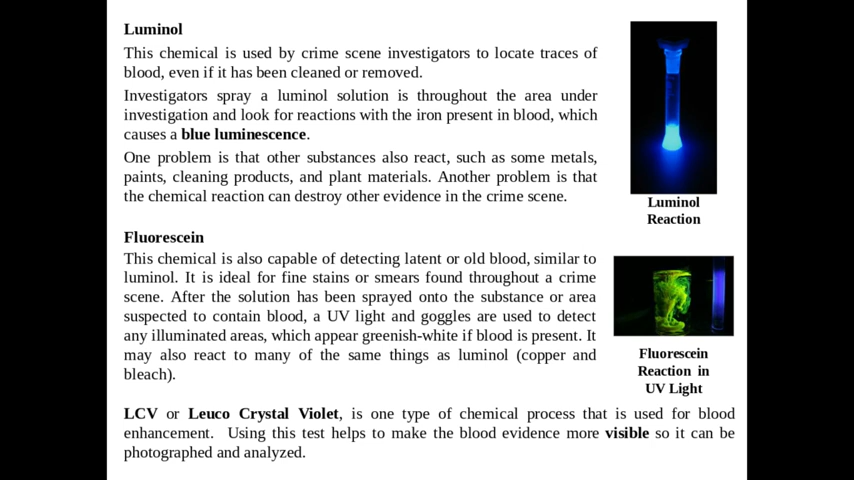 Luminol
This chemical is used by crime scene investigators to locate traces of
blood, even if it has been cleaned or removed.
Investigators spray a luminol solution is throughout the area under
investigation and look for reactions with the iron present in blood, which
causes a blue luminescence.
One problem is that other substances also react, such as some metals,
paints, cleaning products, and plant materials. Another problem is that
the chemical reaction can destroy other evidence in the crime scene.
Luminol
Reaction
Fluorescein
This chemical is also capable of detecting latent or old blood, similar to
luminol. It is ideal for fine stains or smears found throughout a crime
scene. After the solution has been sprayed onto the substance or area
suspected to contain blood, a UV light and goggles are used to detect
any illuminated areas, which appear greenish-white if blood is present. It
may also react to many of the same things as luminol (copper and
bleach).
Fluorescein
Reaction in
UV Light
LCV or Leuco Crystal Violet, is one type of chemical process that is used for blood
enhancement. Using this test helps to make the blood evidence more visible so it can be
photographed and analyzed.